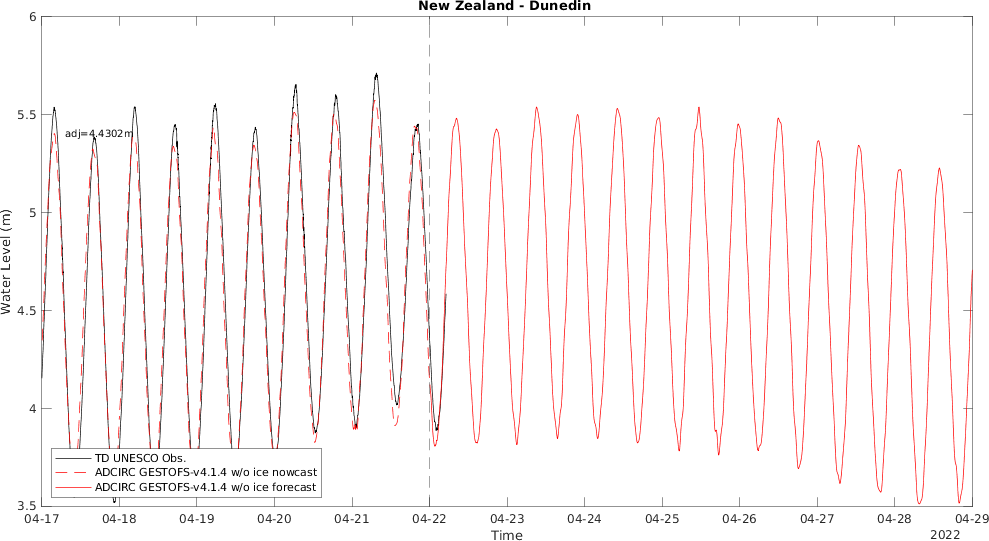 New Zealand - Dunedin
6
5.5
5
4.5
4
3.5
Water Level (m)
adj=4.4302m
TD UNESCO Obs.
ADCIRC GESTOFS-v4.1.4 w/o ice nowcast
ADCIRC GESTOFS-v4.1.4 w/o ice forecast
04-17 04-18 04-19 04-20 04-21 04-22 04-23 04-24 04-25 04-26 04-27 04-28 04-29
Time
2022